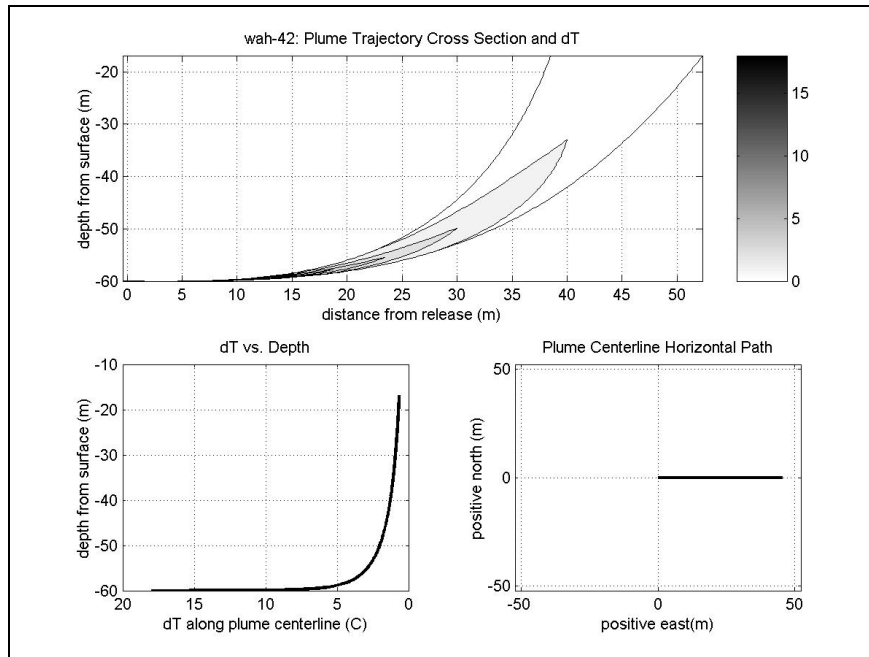 wah-42: Plume Trajectory Cross Section and dT
-20
-30
-40
-50
-60
depth from surface (m)
0 5 10 15 20 25 30 35 40 45 50
distance from release (m)
15
10
5
0
dT vs. Depth
-10
-20
-30
-40
-50
-60
depth from surface (m)
20 15 10 5 0
dT along plume centerline (C)
Plume Centerline Horizontal Path
50
0
-50
positive north (m)
-50 0 50
positive east(m)